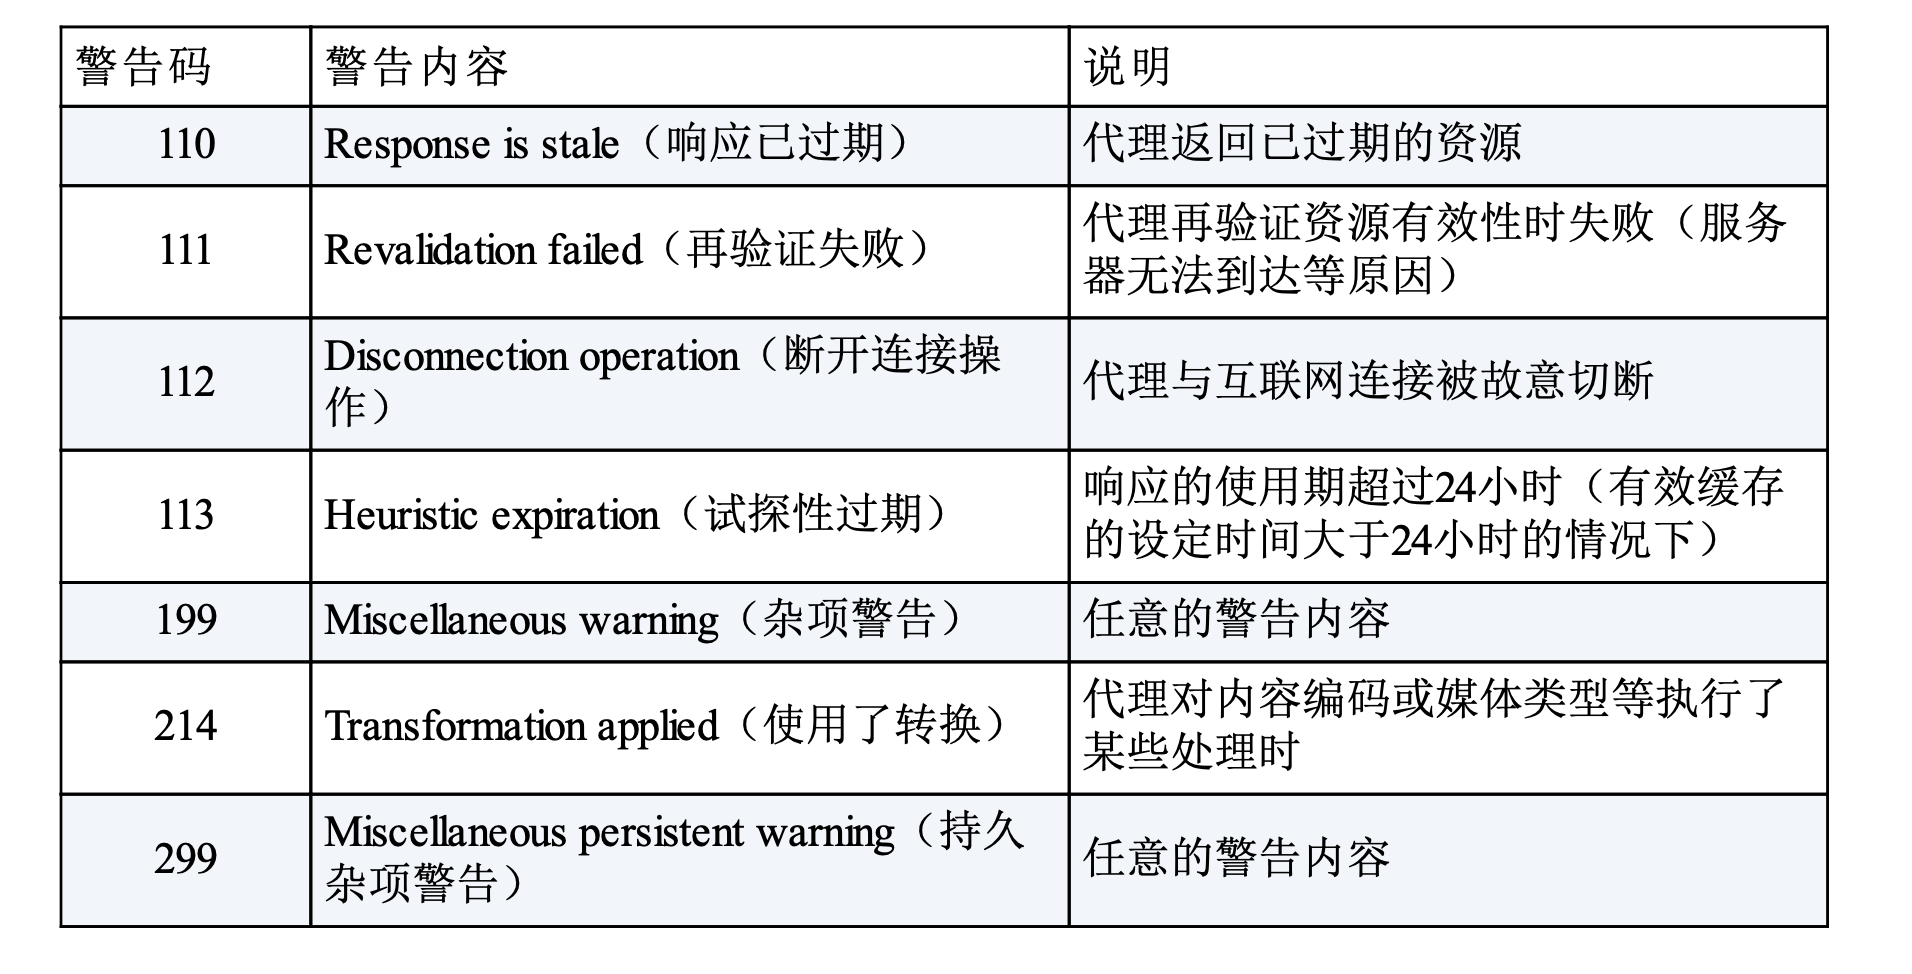 警告码 警告内容 说明
110 Response is stale（响应已过期） 代理返回已过期的资源
111 Revalidation failed（再验证失败） 代理再验证资源有效性时失败（服务
器无法到达等原因）
112 Disconnection operation（断开连接操
作） 代理与互联网连接被故意切断
113 Heuristic expiration（试探性过期） 响应的使用期超过24小时（有效缓存
的设定时间大于24小时的情况下）
199 Miscellaneous warning（杂项警告） 任意的警告内容
214 Transformation applied（使用了转换） 代理对内容编码或媒体类型等执行了
某些处理时
299 Miscellaneous persistent warning（持久
杂项警告） 任意的警告内容